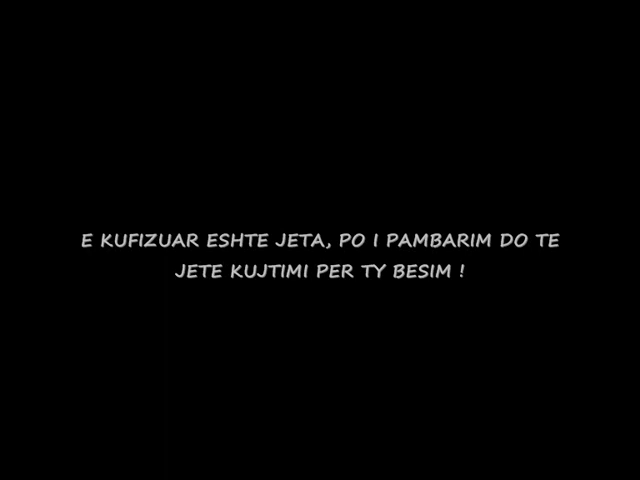 E KUFIZUAR ESHTE JETA, PO I PAMBARIM DO TE
JETE KUJTIMI PER TY BESIM !